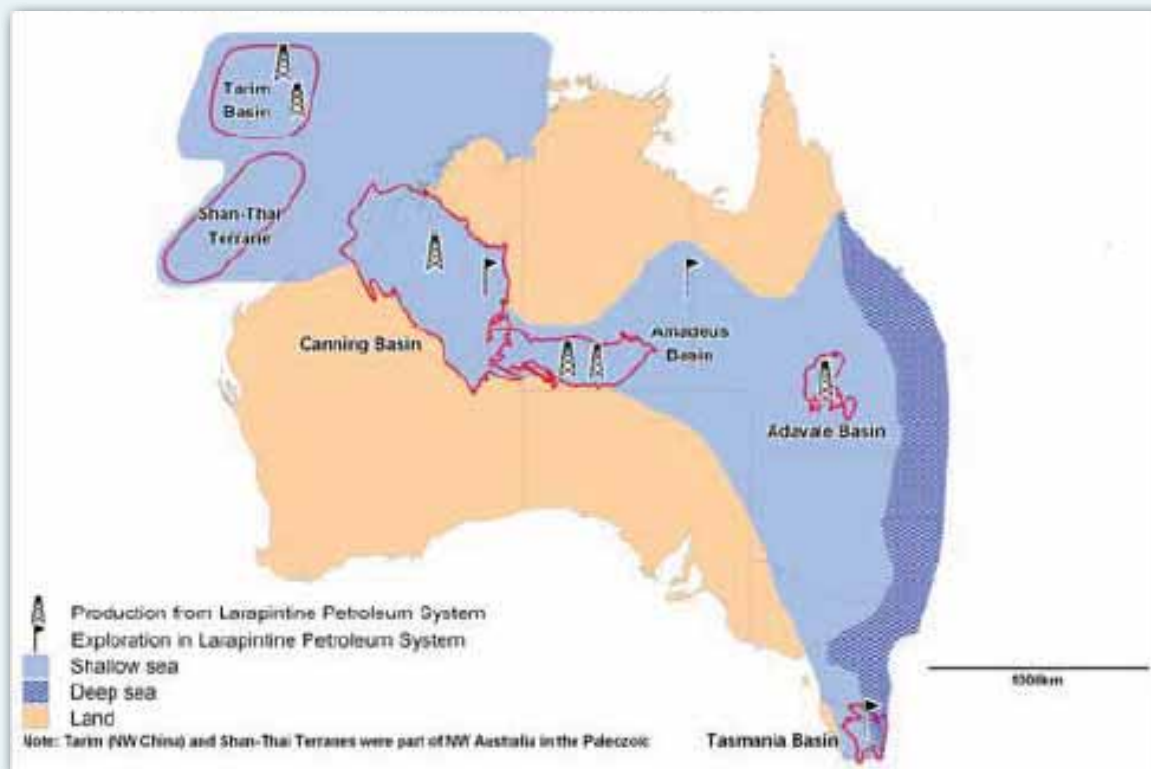 Tarim
Basin
Shan-Thai
Terrane
Canning Basin
Amadeus
Basin
Adavale Basin
Production from Larapintine Petroleum System
Exploration in Larapintine Petroleum System
Shallow sea
Deep sea
Land
1000km
Note: Tarim (NW China) and Shan-Thai Terranes were part of NW Australia in the Paleozoic
Tasmania Basin